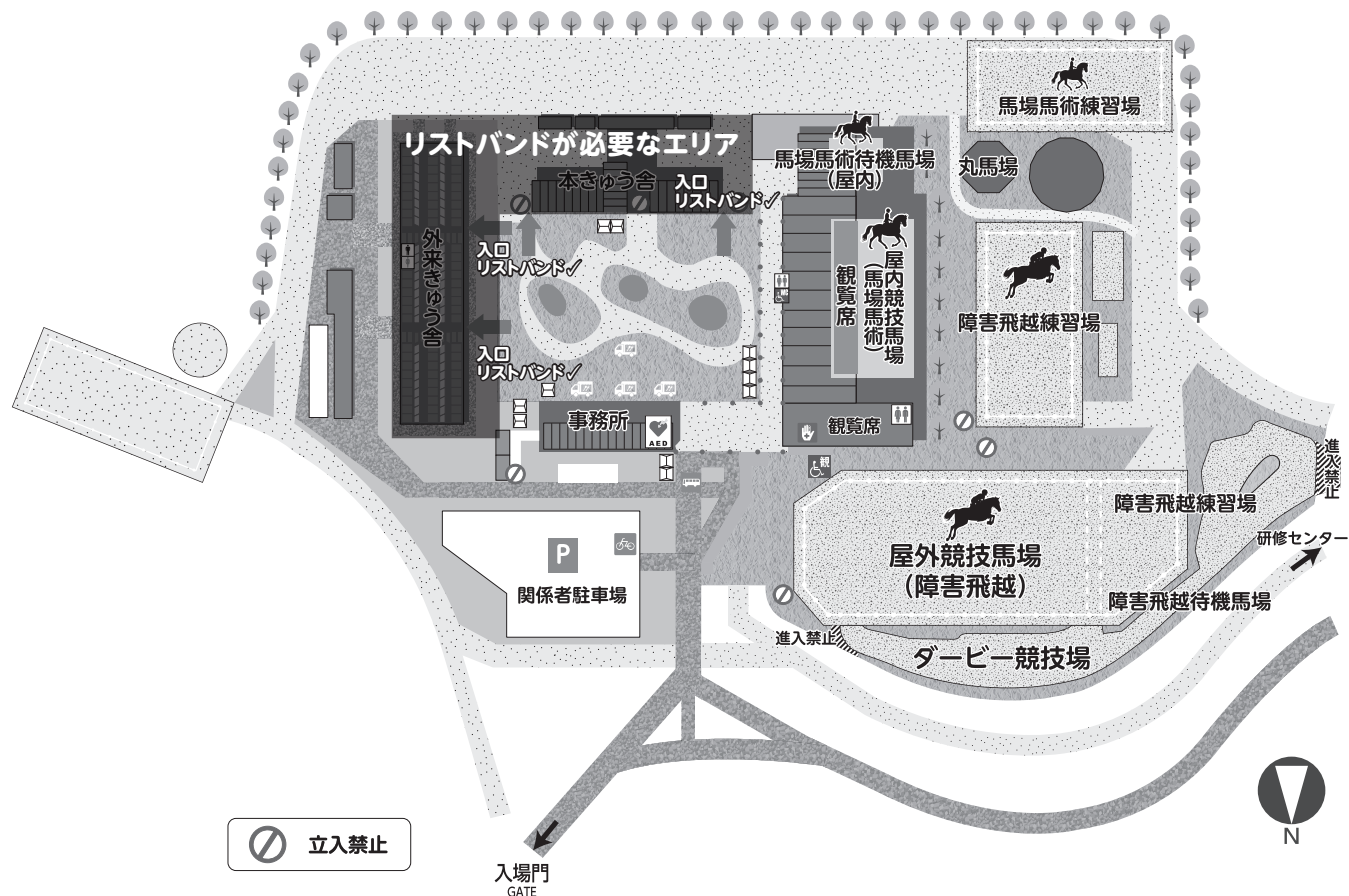 馬場馬術練習場
リストバンドが必要なエリア
馬場馬術待機馬場
(屋内)
丸馬場
本きゅう舎
入口
リストバンド✓
外来きゅう舎
入口
リストバンド✓
観覧席
屋内競技馬場
(馬場馬術)
障害飛越練習場
入口
リストバンド✓
事務所
AED
観覧席
観
進入禁止
障害飛越練習場
研修センター
屋外競技馬場
(障害飛越)
P
関係者駐車場
障害飛越待機馬場
進入禁止
ダービー競技場
立入禁止
N
入場門
GATE